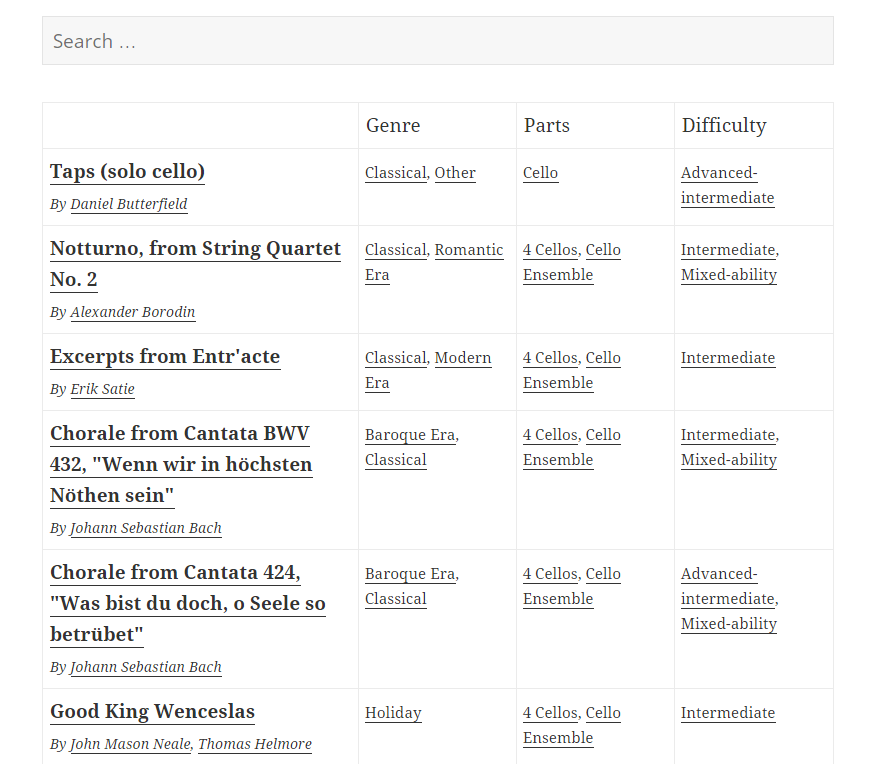 Search ...
Genre Parts Difficulty
Taps (solo cello)
By Daniel Butterfield
Classical, Other
Cello
Advanced-
intermediate
Notturno, from String Quartet
No. 2
By Alexander Borodin
Classical, Romantic
Era
4 Cellos, Cello
Ensemble
Intermediate,
Mixed-ability
Excerpts from Entr'acte
By Erik Satie
Classical, Modern
Era
4 Cellos, Cello
Ensemble
Intermediate
Chorale from Cantata BWV
432, "Wenn wir in höchsten
Nöthen sein"
By Johann Sebastian Bach
Baroque Era,
Classical
4 Cellos, Cello
Ensemble
Intermediate,
Mixed-ability
Chorale from Cantata 424,
"Was bist du doch, o Seele so
betrübet"
By Johann Sebastian Bach
Baroque Era,
Classical
4 Cellos, Cello
Ensemble
Advanced-
intermediate,
Mixed-ability
Good King Wenceslas
By John Mason Neale, Thomas Helmore
Holiday
4 Cellos, Cello
Ensemble
Intermediate